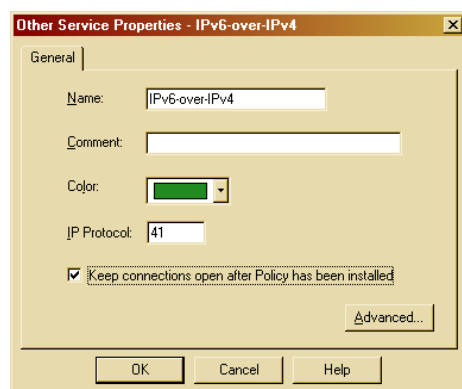 Other Service Properties - IPv6-over-IPv4
General
Name: IPv6-over-IPv4
Comment:
Color:
IP Protocol: 41
Keep connections open after Policy has been installed
Advanced...
OK Cancel Help